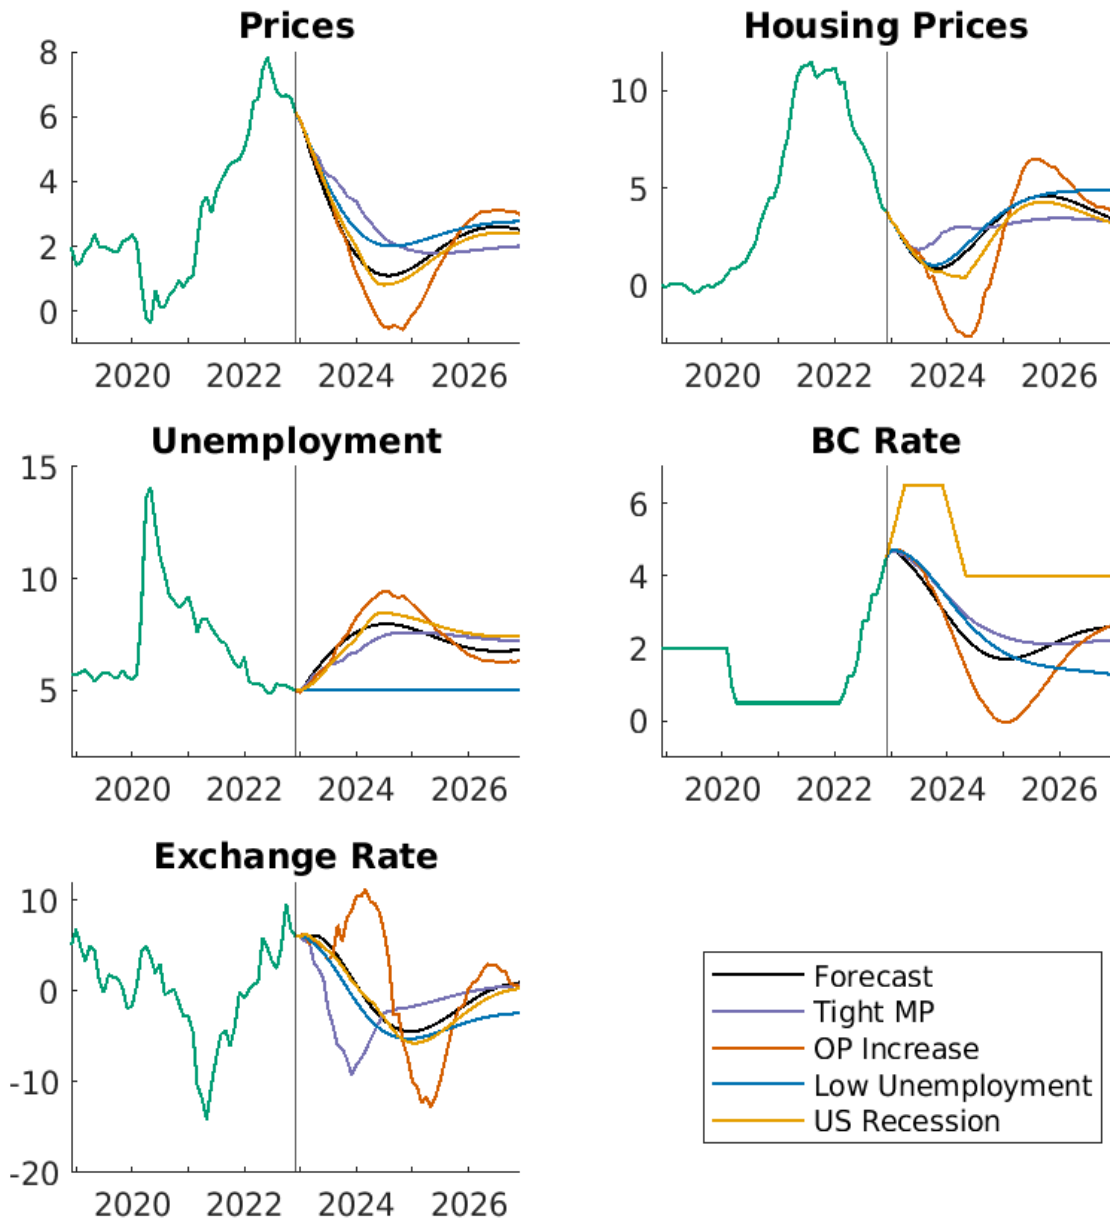 Prices
8
6
4
2
0
2020 2022 2024 2026
Housing Prices
10
5
0
2020 2022 2024 2026
Unemployment
15
10
5
2020 2022 2024 2026
BC Rate
6
4
2
0
2020 2022 2024 2026
Exchange Rate
10
0
-10
-20
2020 2022 2024 2026
Forecast
Tight MP
OP Increase
Low Unemployment
US Recession